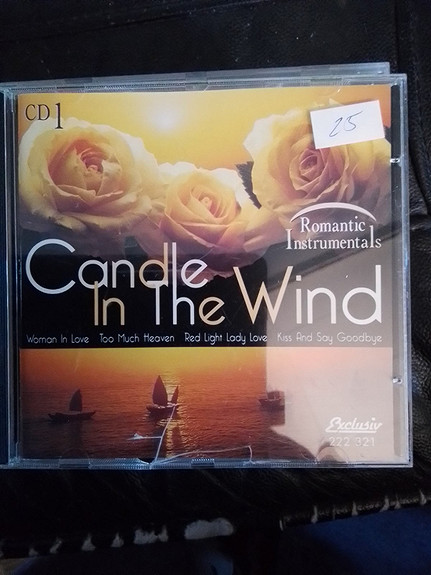 CD 1
25
Romantic
Instrumentals
Candle
In The Wind
Woman In Love Too Much Heaven Red Light Lady Love Kiss And Say Goodbye
Exclusiv
222 321